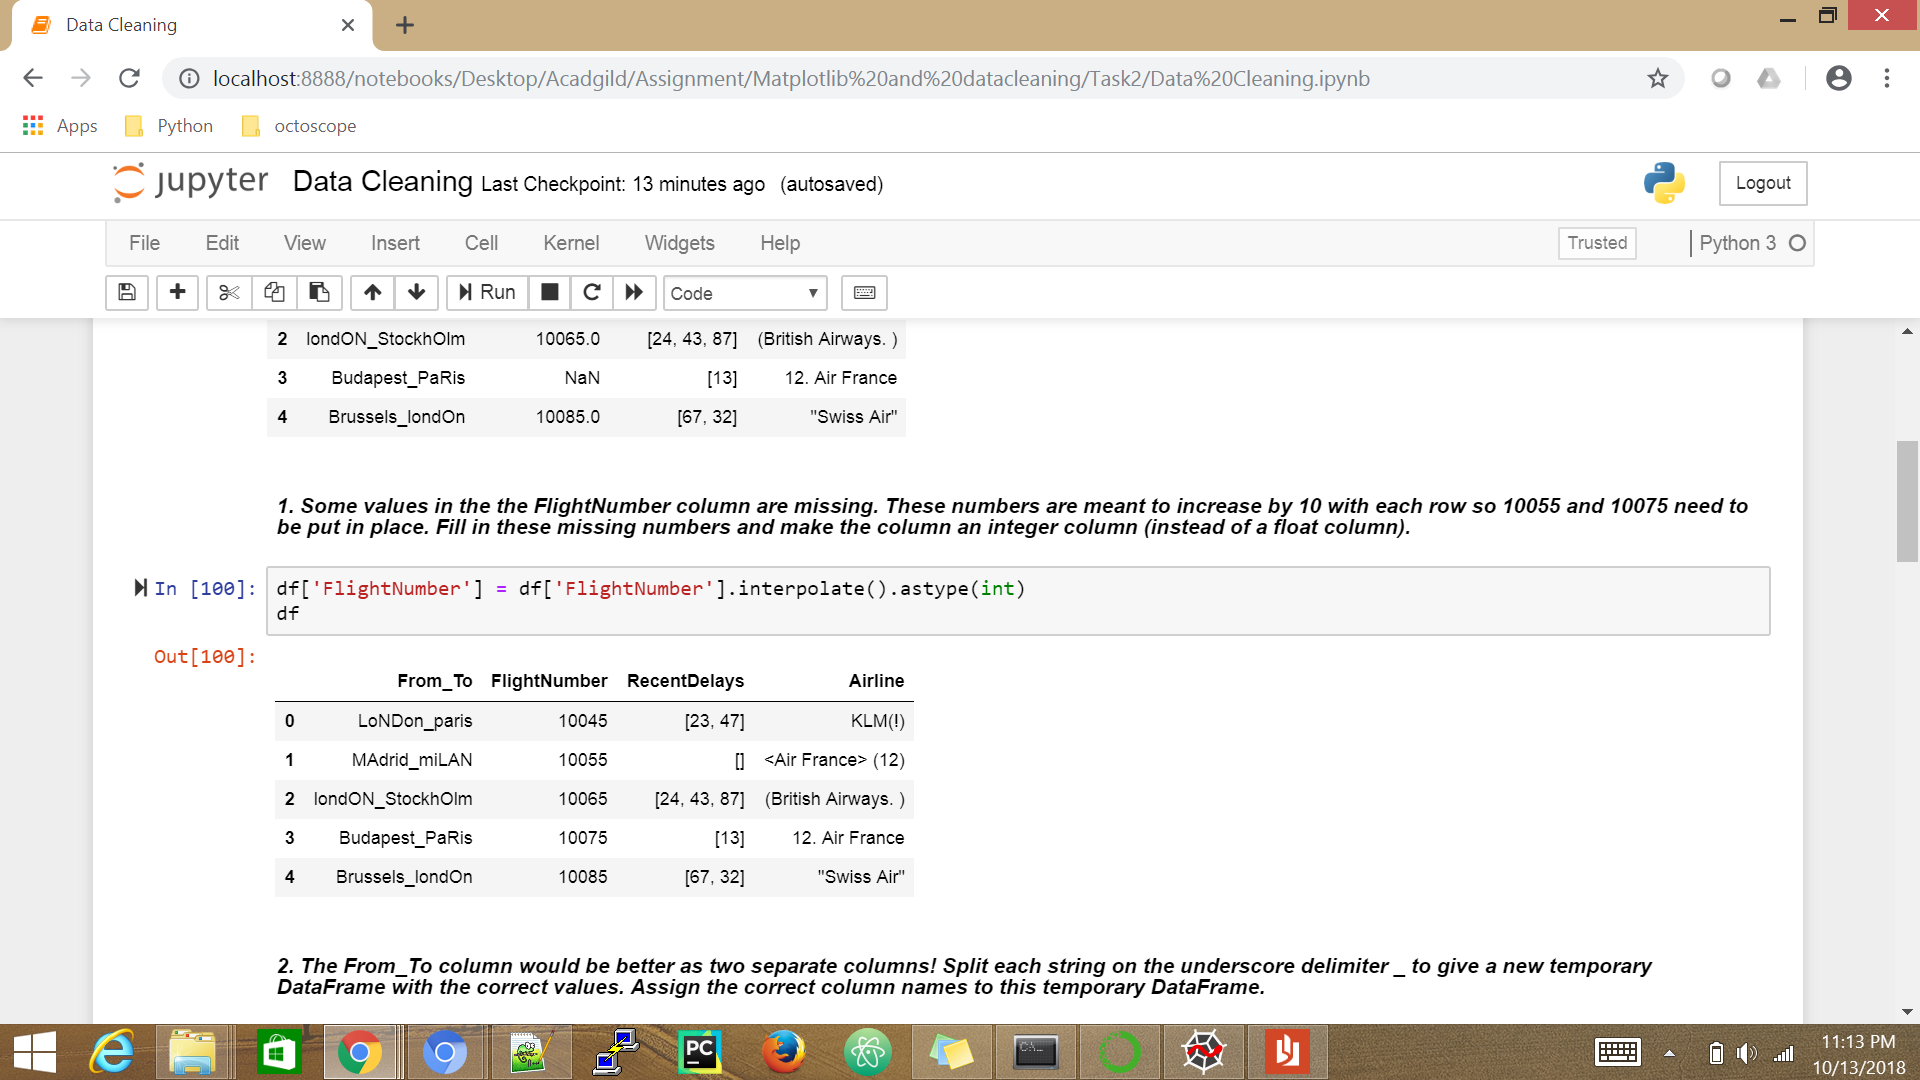 Data Cleaning
localhost:8888/notebooks/Desktop/Acadgild/Assignment/Matplotlib%20and%20datacleaning/Task2/Data%20Cleaning.ipynb
Apps Python octoscope
jupyter Data Cleaning Last Checkpoint: 13 minutes ago (autosaved) Logout
File Edit View Insert Cell Kernel Widgets Help Trusted Python 3
Run Code
2 londON_StockhOlm 10065.0 [24, 43, 87] (British Airways. )
3 Budapest_PaRis NaN [13] 12. Air France
4 Brussels_londOn 10085.0 [67, 32] "Swiss Air"
1. Some values in the the FlightNumber column are missing. These numbers are meant to increase by 10 with each row so 10055 and 10075 need to
be put in place. Fill in these missing numbers and make the column an integer column (instead of a float column).
In [100]: df['FlightNumber'] = df['FlightNumber'].interpolate().astype(int)
df
Out[100]:
From_To FlightNumber RecentDelays Airline
0 LoNDon_paris 10045 [23, 47] KLM(!)
1 MAdrid_miLAN 10055 [] <Air France> (12)
2 londON_StockhOlm 10065 [24, 43, 87] (British Airways. )
3 Budapest_PaRis 10075 [13] 12. Air France
4 Brussels_londOn 10085 [67, 32] "Swiss Air"
2. The From_To column would be better as two separate columns! Split each string on the underscore delimiter _ to give a new temporary
DataFrame with the correct values. Assign the correct column names to this temporary DataFrame.
PC
C:\_
11:13 PM
10/13/2018